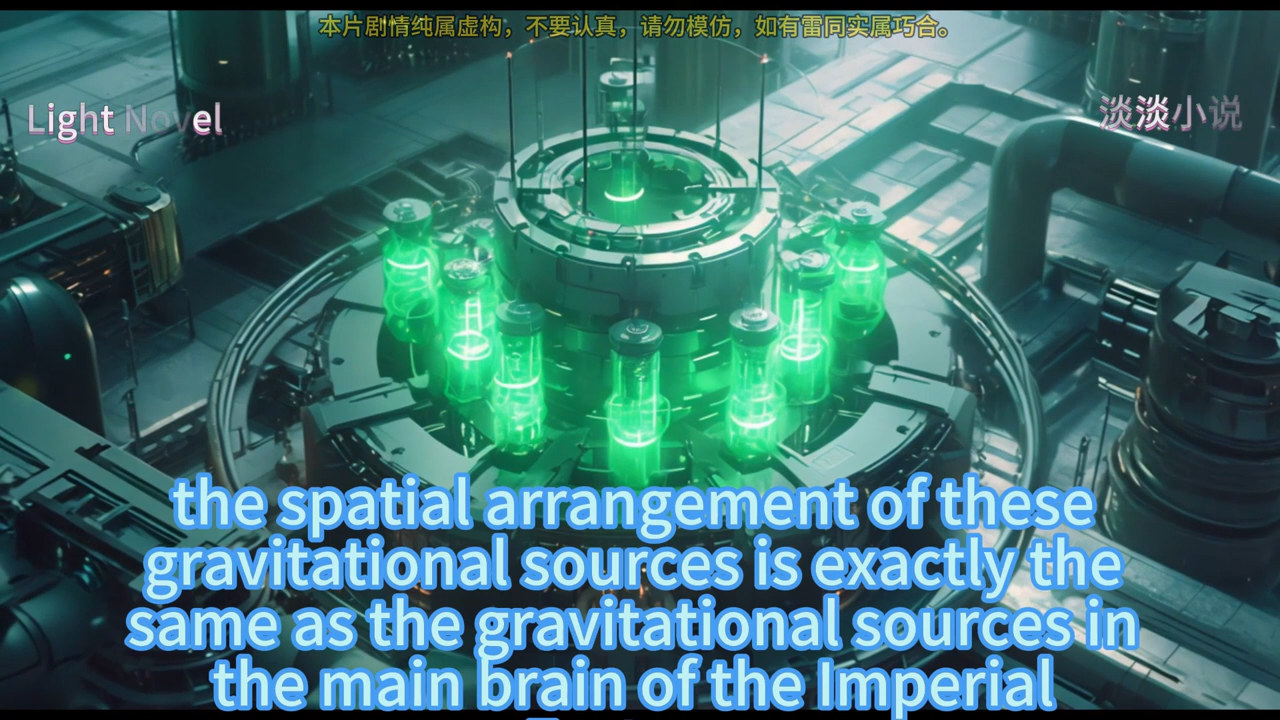 本片剧情纯属虚构，不要认真，请勿模仿，如有雷同实属巧合。
Light Novel
淡淡小说
the spatial arrangement of these
gravitational sources is exactly the
same as the gravitational sources in
the main brain of the Imperial